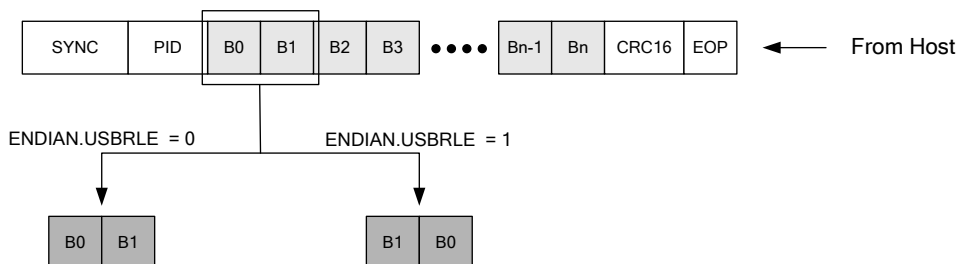 SYNC PID B0 B1 B2 B3 •••• Bn-1 Bn CRC16 EOP From Host
ENDIAN.USBRLE = 0 ENDIAN.USBRLE = 1
B0 B1 B1 B0